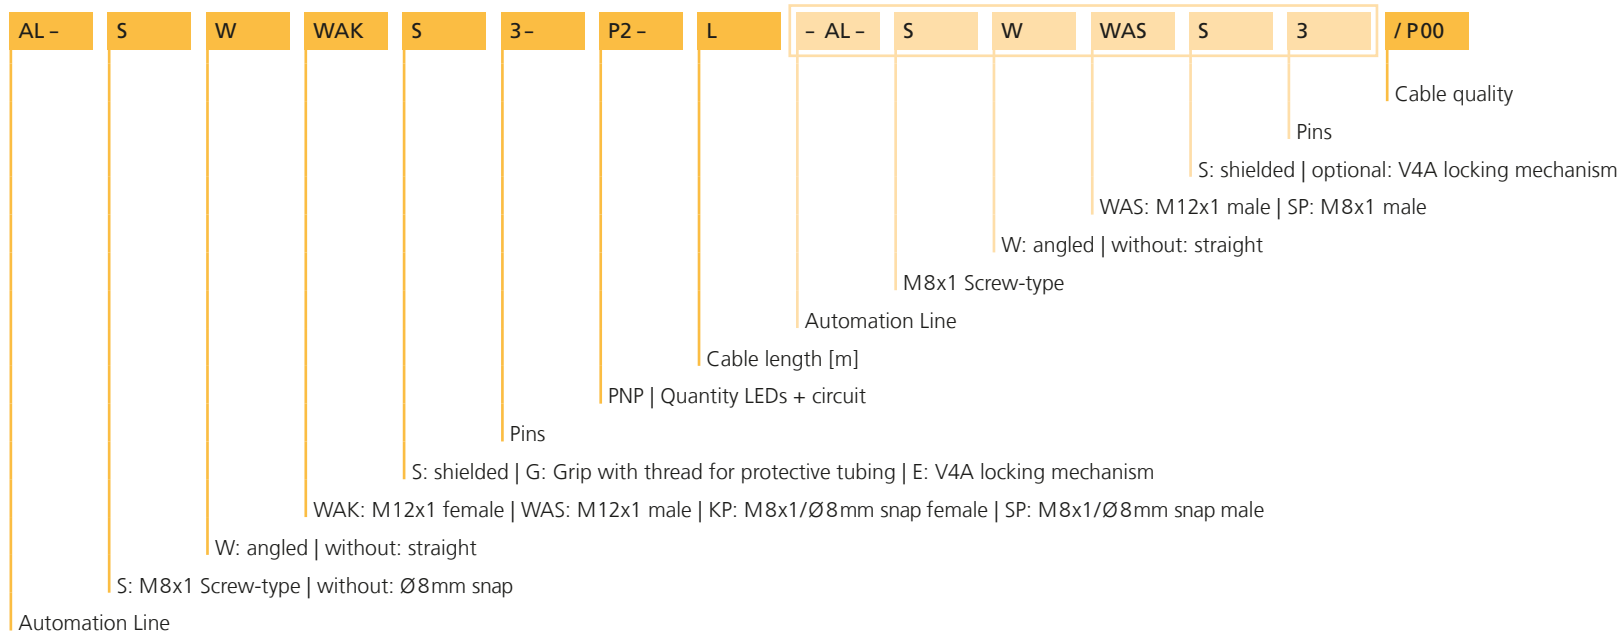 AL – S W WAK S 3 – P2 – L – AL – S W WAS S 3 / P00
Cable quality
Pins
S: shielded | optional: V4A locking mechanism
WAS: M12x1 male | SP: M8x1 male
W: angled | without: straight
M8x1 Screw-type
Automation Line
Cable length [m]
PNP | Quantity LEDs + circuit
Pins
S: shielded | G: Grip with thread for protective tubing | E: V4A locking mechanism
WAK: M12x1 female | WAS: M12x1 male | KP: M8x1/Ø8mm snap female | SP: M8x1/Ø8mm snap male
W: angled | without: straight
S: M8x1 Screw-type | without: Ø8mm snap
Automation Line